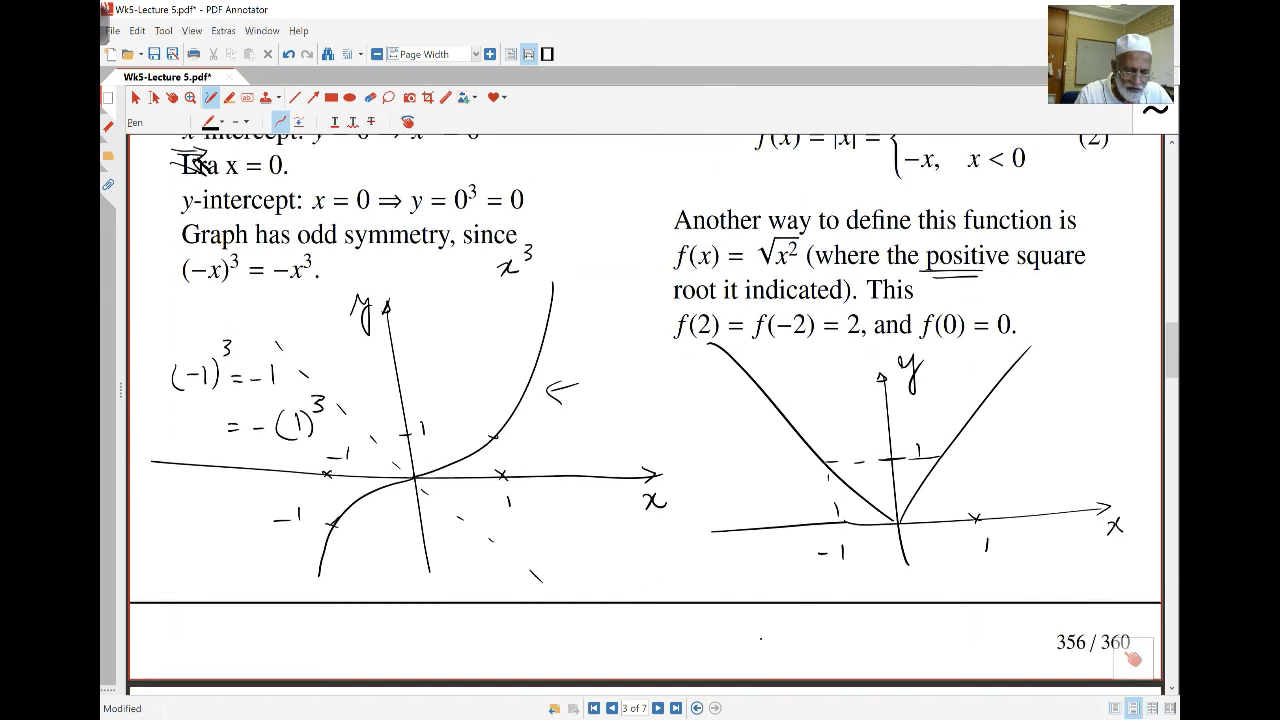 Wk5-Lecture 5.pdf* - PDF Annotator
File Edit Tool View Extras Window Help
Page Width
Wk5-Lecture 5.pdf*
Pen
x = 0.
y-intercept: x = 0 ⇒ y = 0³ = 0
Graph has odd symmetry, since
(−x)³ = −x³.
x³
y
(-1)³ = -1
= -(1)³
1
-1
-1
1
x
f(x) = |x| =
(2)
−x, x < 0
Another way to define this function is
f(x) = √x² (where the positive square
root it indicated). This
f(2) = f(−2) = 2, and f(0) = 0.
y
1
-1
1
x
356 / 360
3 of 7
Modified